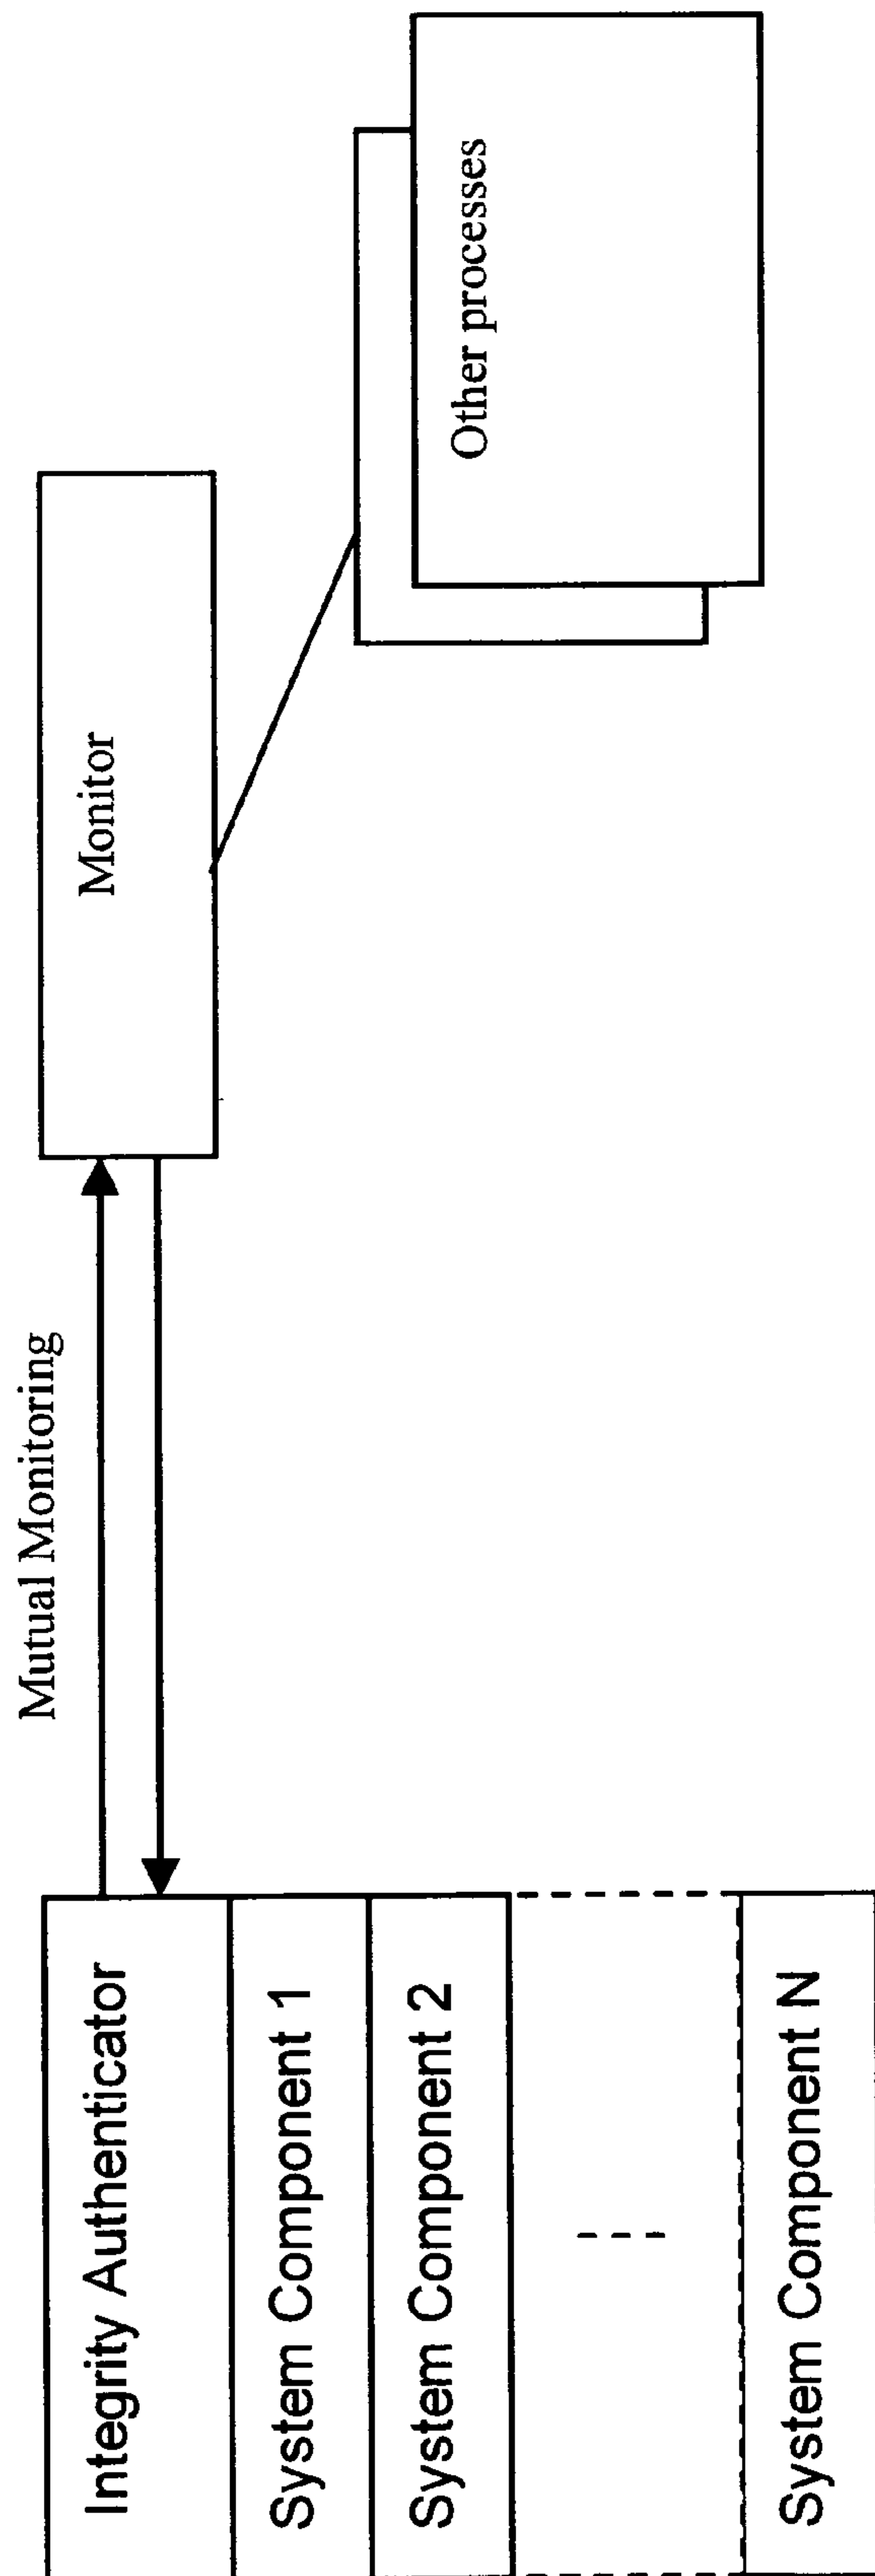 Mutual Monitoring
Integrity Authenticator
Monitor
System Component 1
System Component 2
Other processes
System Component N